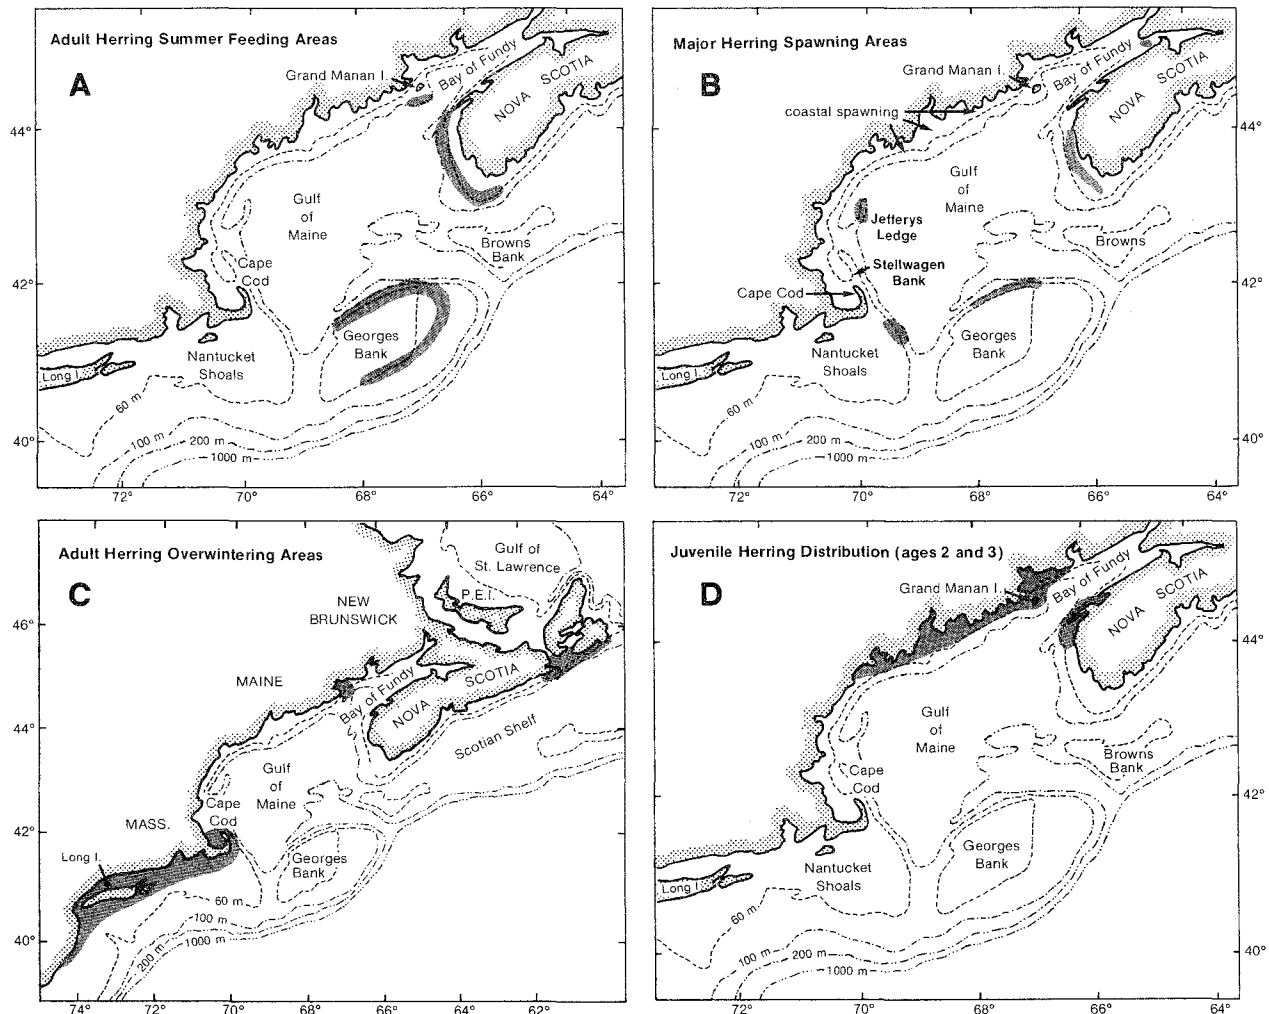 Adult Herring Summer Feeding Areas
A
Grand Manan I.
Bay of Fundy
NOVA SCOTIA
44°
Gulf
of
Maine
Browns
Bank
Cape
Cod
42°
Georges
Bank
Nantucket
Shoals
Long I.
60 m
100 m
200 m
1000 m
40°
72°
70°
68°
66°
64°
Major Herring Spawning Areas
B
Grand Manan I.
Bay of Fundy
NOVA SCOTIA
coastal spawning
44°
Gulf
of
Maine
Jefferys
Ledge
Browns
Stellwagen
Bank
42°
Cape Cod
Georges
Bank
Nantucket
Shoals
Long I.
60 m
100 m
200 m
1000 m
40°
72°
70°
68°
66°
64°
Adult Herring Overwintering Areas
C
Gulf of
St. Lawrence
P.E.I.
NEW
BRUNSWICK
46°
MAINE
Bay of Fundy
NOVA SCOTIA
44°
Scotian Shelf
Gulf
of
Maine
Cape
Cod
MASS.
42°
Long I.
Georges
Bank
60 m
100 m
200 m
1000 m
40°
74°
72°
70°
68°
66°
64°
62°
Juvenile Herring Distribution (ages 2 and 3)
D
Grand Manan I.
Bay of Fundy
NOVA SCOTIA
44°
Gulf
of
Maine
Browns
Bank
Cape
Cod
42°
Georges
Bank
Nantucket
Shoals
Long I
60 m
100 m
200 m
1000 m
40°
72°
70°
68°
66°
64°